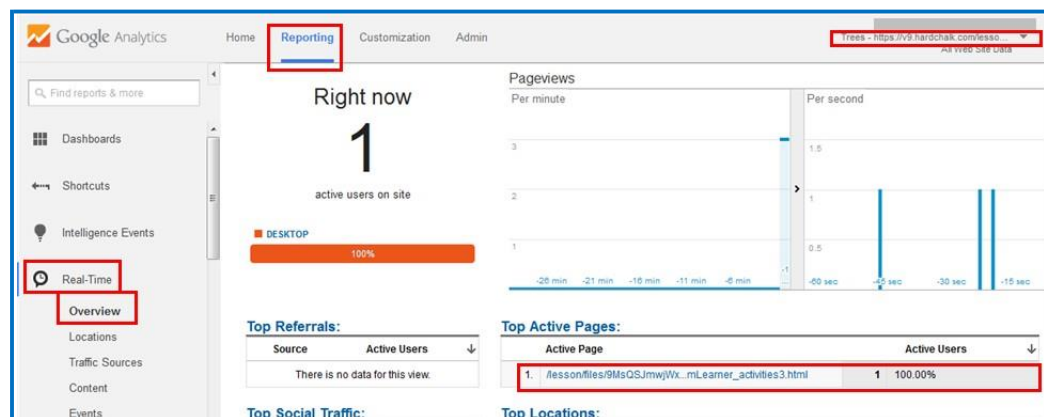 Google Analytics
Home Reporting Customization Admin
Trees - https://v9.hardchalk.com/lesso...
All Web Site Data
Find reports & more
Dashboards
Shortcuts
Intelligence Events
Real-Time
Overview
Locations
Traffic Sources
Content
Events
Right now
1
active users on site
DESKTOP
100%
Pageviews
Per minute
3
2
1
-26 min -21 min -16 min -11 min -6 min -1
Per second
1.5
1
0.5
-60 sec -45 sec -30 sec -15 sec
Top Referrals:
Source Active Users
There is no data for this view.
Top Active Pages:
Active Page Active Users
1. /lesson/files/9MsQSJmwjWx...mLearner_activities3.html 1 100.00%
Top Social Traffic:
Top Locations: